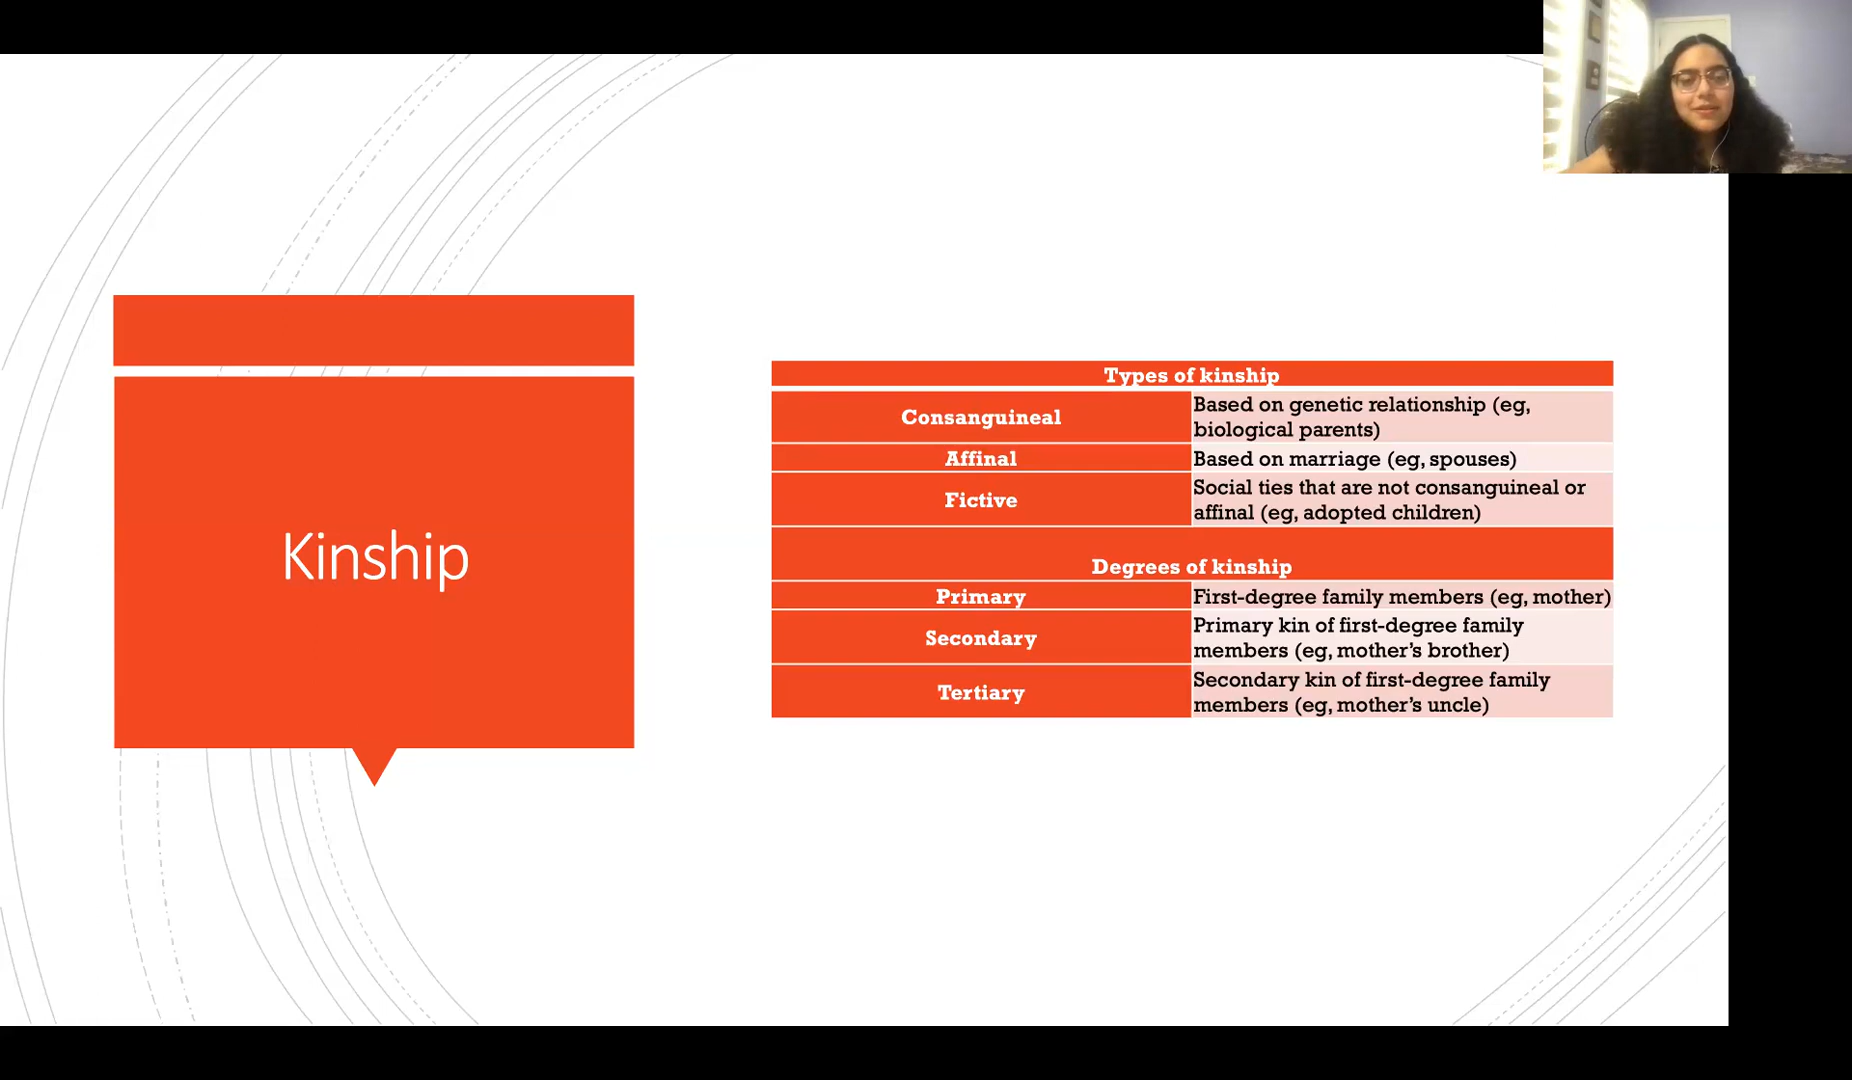 Kinship
Types of kinship
Consanguineal
Based on genetic relationship (eg,
biological parents)
Affinal
Based on marriage (eg, spouses)
Fictive
Social ties that are not consanguineal or
affinal (eg, adopted children)
Degrees of kinship
Primary
First-degree family members (eg, mother)
Secondary
Primary kin of first-degree family
members (eg, mother's brother)
Tertiary
Secondary kin of first-degree family
members (eg, mother's uncle)